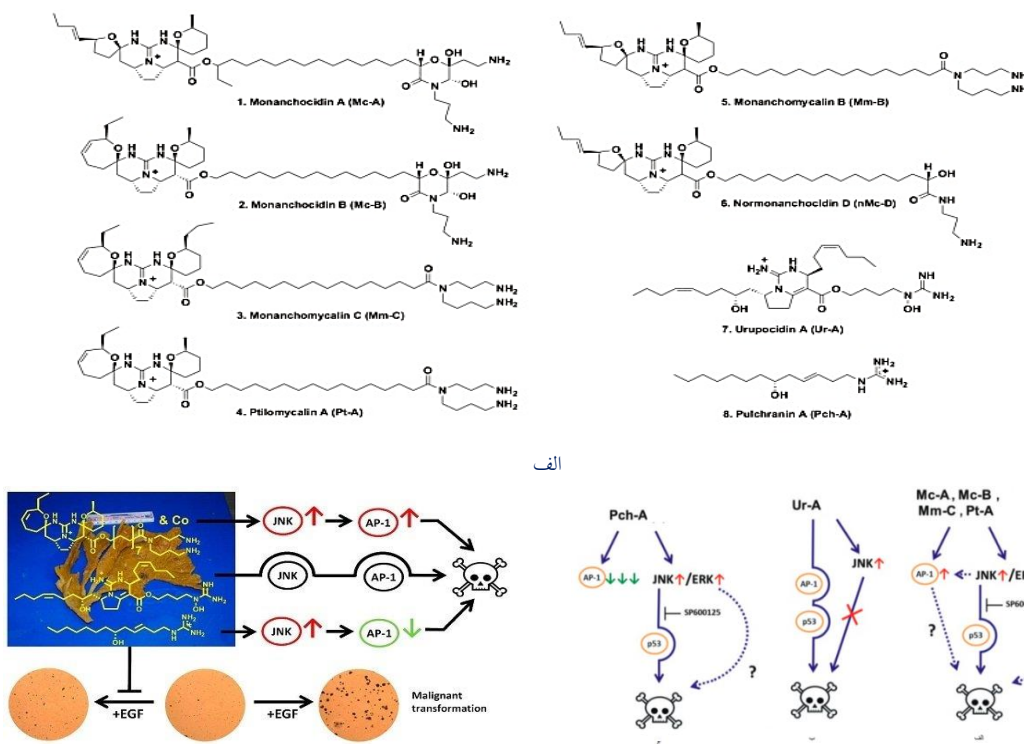 1. Monanchocidin A (Mc-A)
2. Monanchocidin B (Mc-B)
3. Monanchomycalin C (Mm-C)
4. Ptilomycalin A (Pt-A)
5. Monanchomycalin B (Mm-B)
6. Normonanchocidin D (nMc-D)
7. Urupocidin A (Ur-A)
8. Pulchranin A (Pch-A)
الف
& Co
JNK ↑ AP-1 ↑
JNK AP-1
JNK ↑ AP-1 ↓
+EGF
+EGF
Malignant
transformation
Pch-A
AP-1 ↓↓↓ JNK↑/ERK↑
SP600125
p53
?
Ur-A
AP-1
JNK↑
p53
Mc-A, Mc-B,
Mm-C, Pt-A
AP-1 ↑ JNK↑/
?
p53